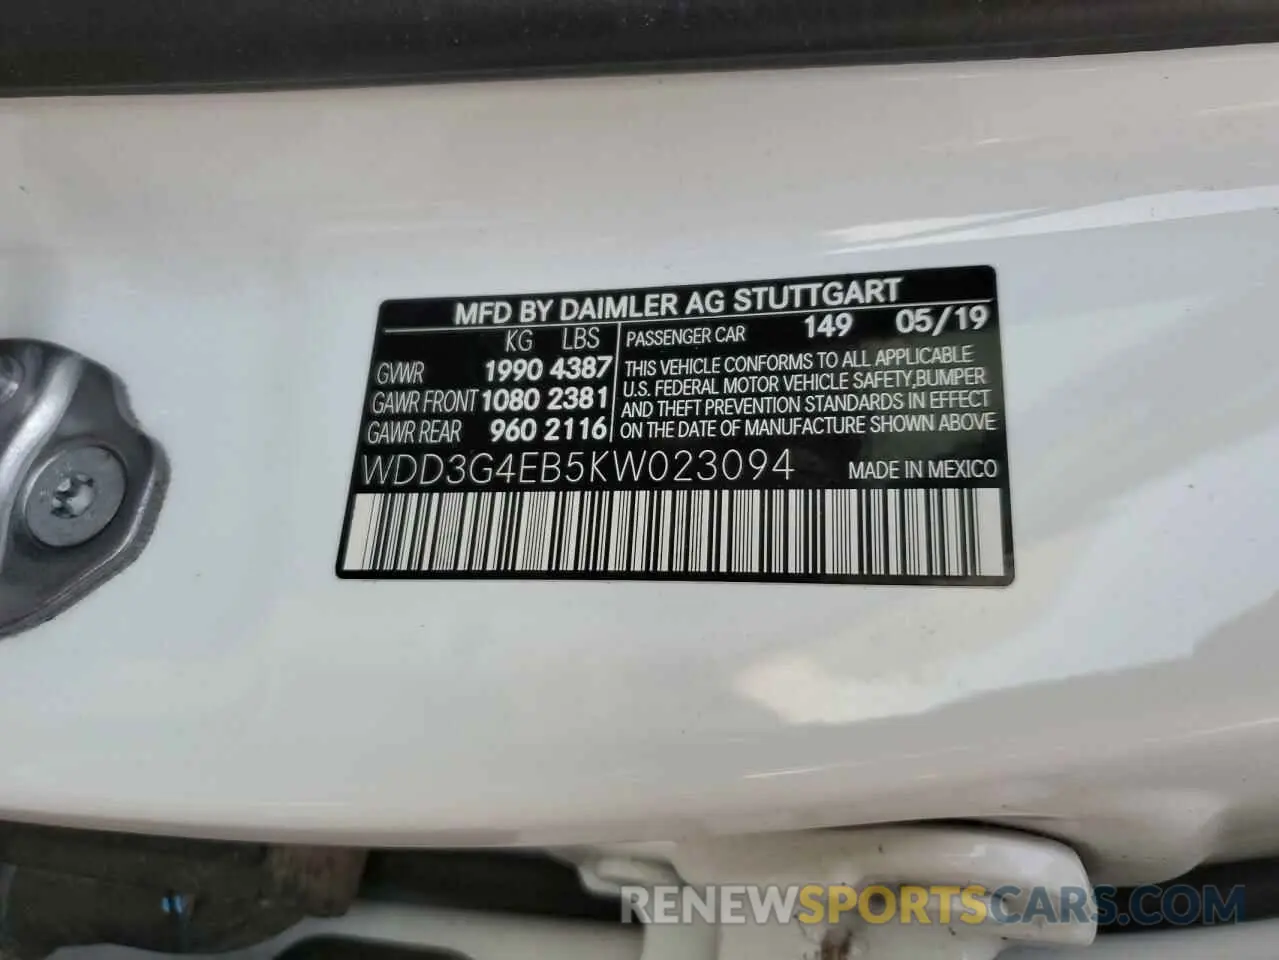 MFD BY DAIMLER AG STUTTGART
KG LBS
GVWR 1990 4387
GAWR FRONT 1080 2381
GAWR REAR 960 2116
PASSENGER CAR 149 05/19
THIS VEHICLE CONFORMS TO ALL APPLICABLE
U.S. FEDERAL MOTOR VEHICLE SAFETY,BUMPER
AND THEFT PREVENTION STANDARDS IN EFFECT
ON THE DATE OF MANUFACTURE SHOWN ABOVE
WDD3G4EB5KW023094 MADE IN MEXICO
RENEWSPORTSCARS.COM